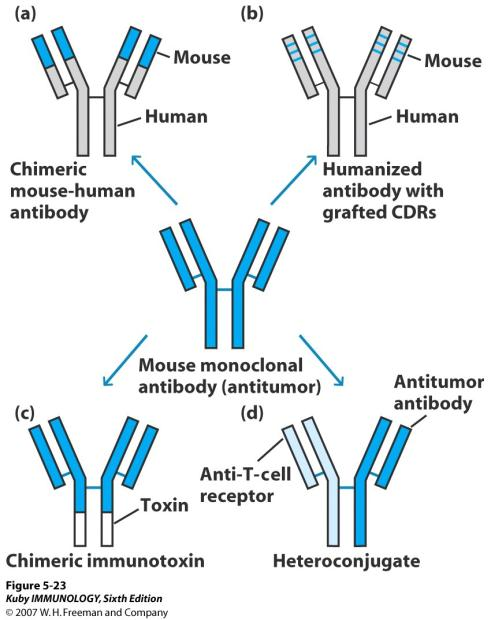 (a)
Mouse
Human
Chimeric
mouse-human
antibody
(b)
Mouse
Human
Humanized
antibody with
grafted CDRs
Mouse monoclonal
antibody (antitumor)
(c)
Toxin
Chimeric immunotoxin
(d)
Antitumor
antibody
Anti-T-cell
receptor
Heteroconjugate
Figure 5-23
Kuby IMMUNOLOGY, Sixth Edition
© 2007 W. H. Freeman and Company